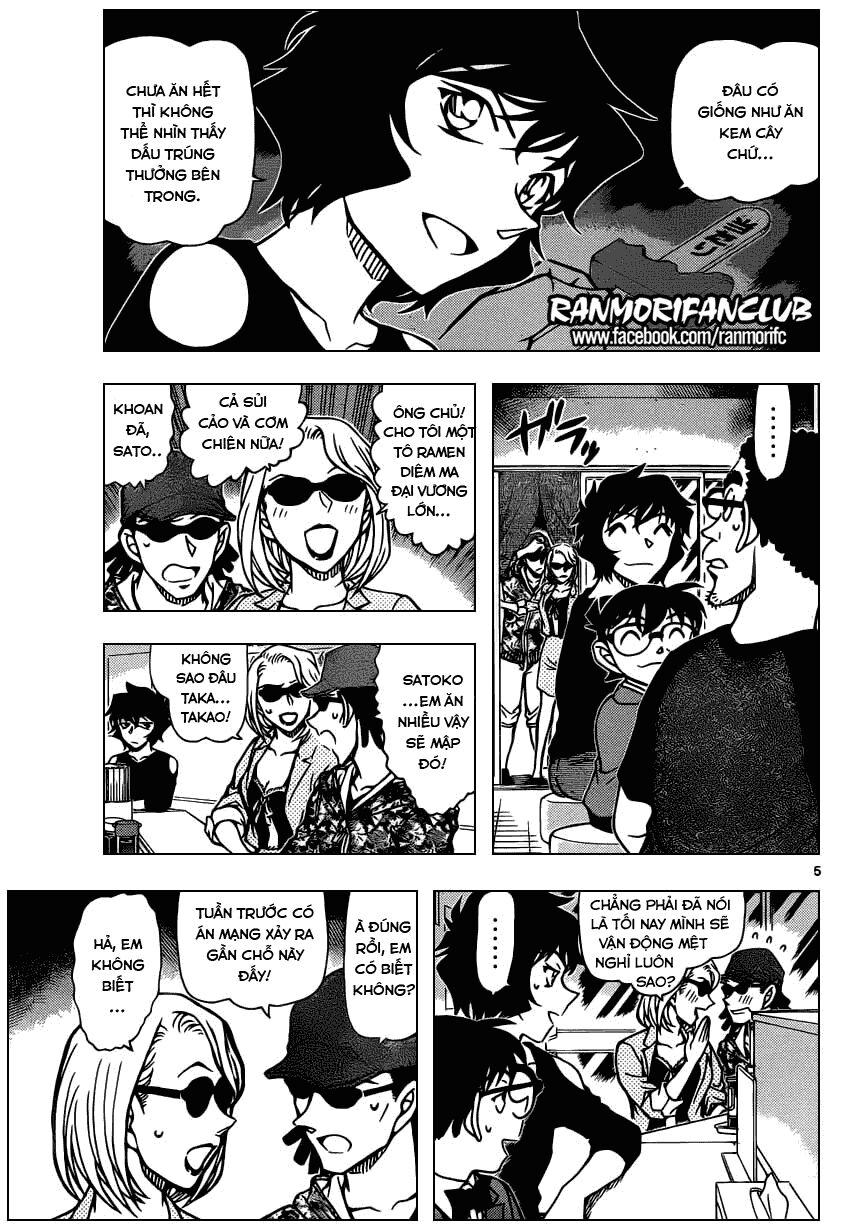 ĐÂU CÓ
GIỐNG NHƯ ĂN
KEM CÂY
CHỨ...
CHƯA ĂN HẾT
THÌ KHÔNG
THỂ NHÌN THẤY
DẤU TRÚNG
THƯỞNG BÊN
TRONG.
RANMORIFANCLUB
www.facebook.com/ranmorifc
......
ガラッ
ÔNG CHỦ!
CHO TÔI MỘT
TÔ RAMEN
DIÊM MA
ĐẠI VƯƠNG
LỚN...
CẢ SỦI
CẢO VÀ CƠM
CHIÊN NỮA!
KHOAN
ĐÃ,
SATO..
SATOKO
...EM ĂN
NHIỀU VẬY
SẼ MẬP
ĐÓ!
KHÔNG
SAO ĐÂU
TAKA...
TAKAO!
5
CHẲNG PHẢI ĐÃ NÓI
LÀ TỐI NAY MÌNH SẼ
VẬN ĐỘNG MỆT
NGHỈ LUÔN
SAO?
......
À ĐÚNG
RỒI, EM
CÓ BIẾT
KHÔNG?
TUẦN TRƯỚC CÓ
ÁN MẠNG XẢY RA
GẦN CHỖ NÀY
ĐẤY!
HẢ, EM
KHÔNG
BIẾT
...